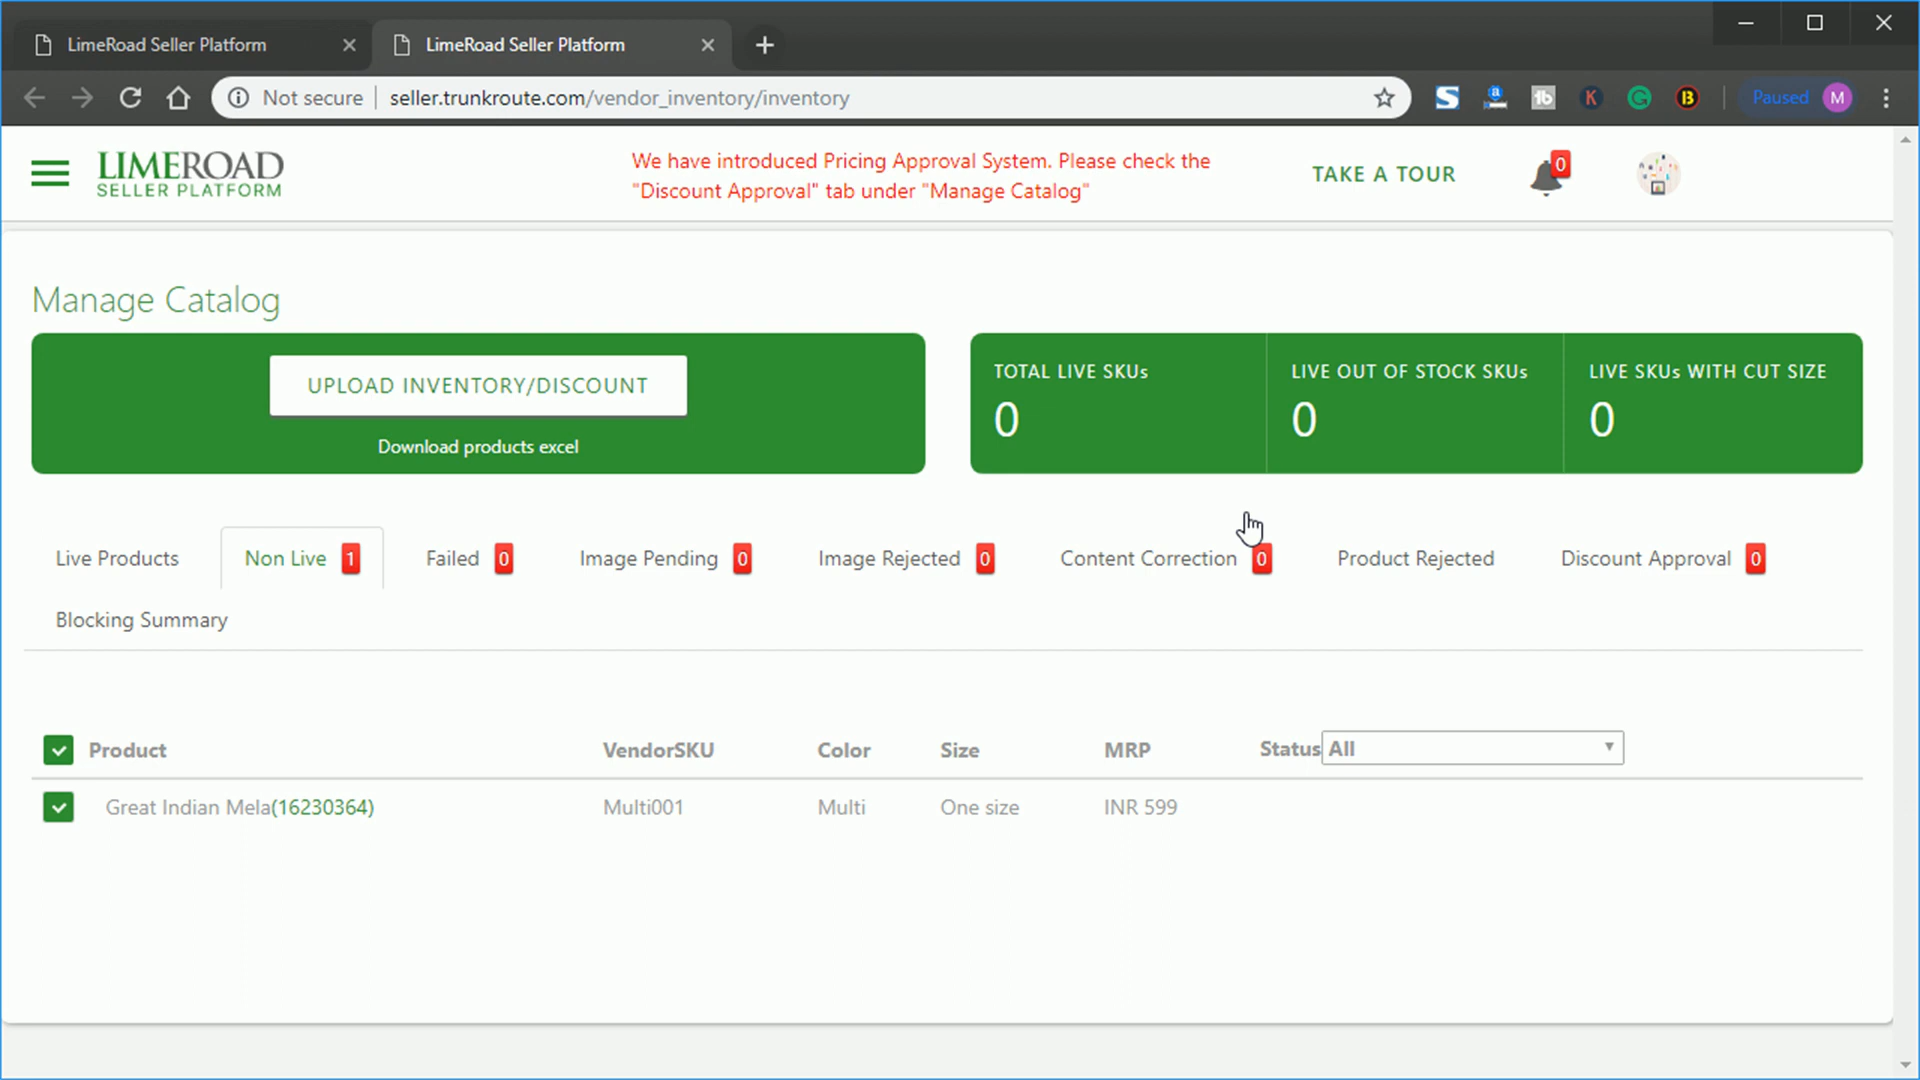 LimeRoad Seller Platform
LimeRoad Seller Platform
Not secure
seller.trunkroute.com/vendor_inventory/inventory
Paused M
LIMEROAD
SELLER PLATFORM
We have introduced Pricing Approval System. Please check the
"Discount Approval" tab under "Manage Catalog"
TAKE A TOUR
0
Manage Catalog
UPLOAD INVENTORY/DISCOUNT
Download products excel
TOTAL LIVE SKUs
0
LIVE OUT OF STOCK SKUs
0
LIVE SKUs WITH CUT SIZE
0
Live Products
Non Live 1
Failed 0
Image Pending 0
Image Rejected 0
Content Correction 0
Product Rejected
Discount Approval 0
Blocking Summary
Product VendorSKU Color Size MRP Status All
Great Indian Mela(16230364) Multi001 Multi One size INR 599